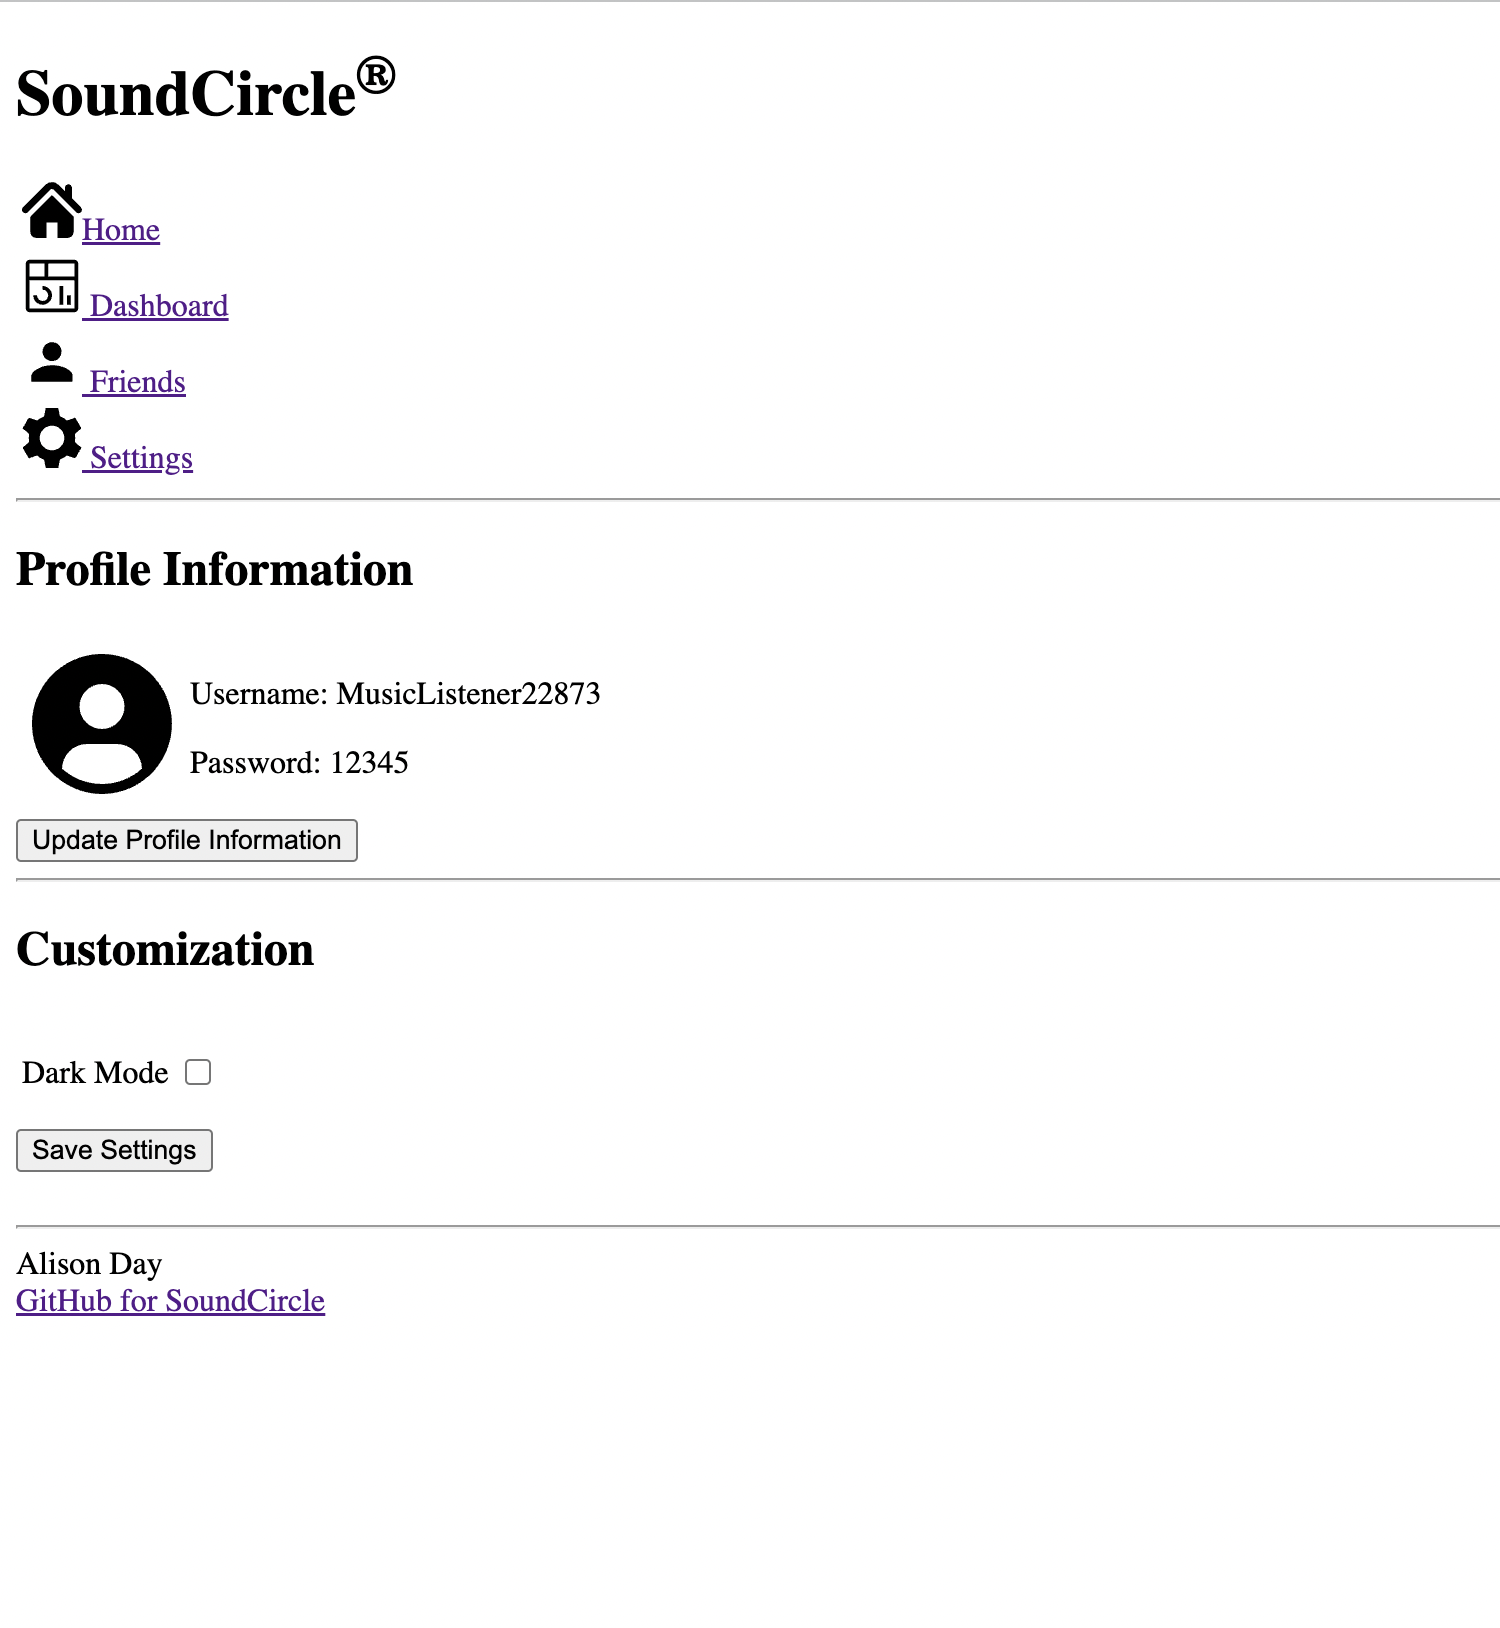 SoundCircle®
Home
Dashboard
Friends
Settings
Profile Information
Username: MusicListener22873
Password: 12345
Update Profile Information
Customization
Dark Mode
Save Settings
Alison Day
GitHub for SoundCircle